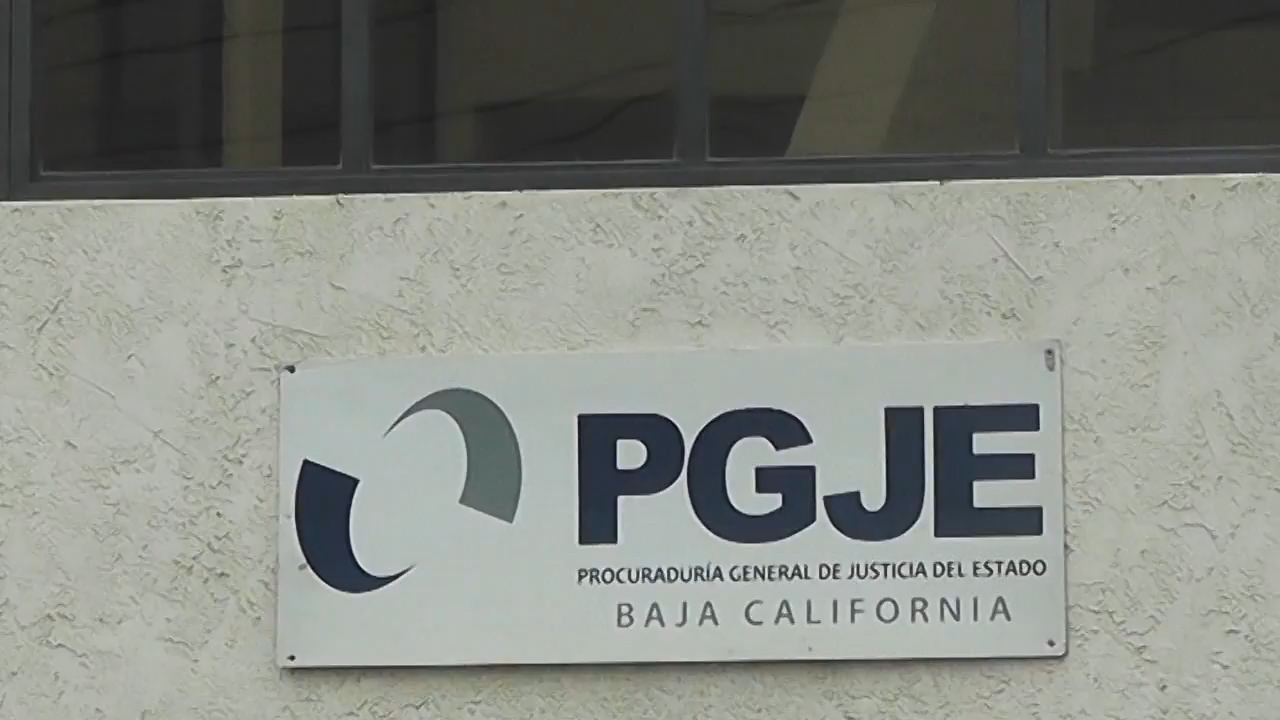 PGJE
PROCURADURÍA GENERAL DE JUSTICIA DEL ESTADO
BAJA CALIFORNIA